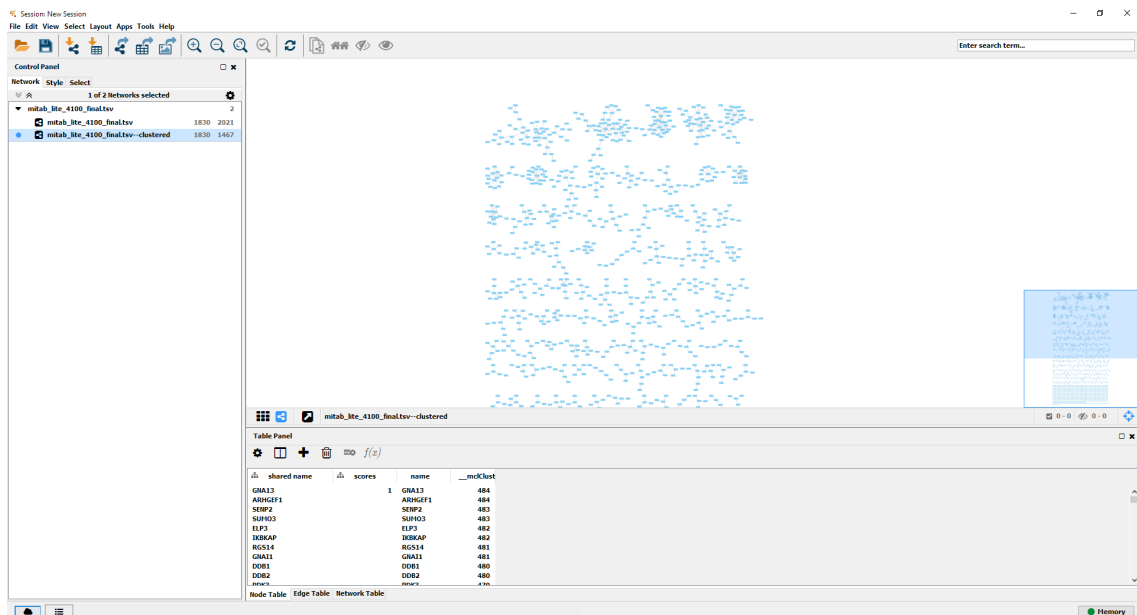 Session: New Session
File Edit View Select Layout Apps Tools Help
Enter search term...
Control Panel
Network Style Select
1 of 2 Networks selected
mitab_lite_4100_final.tsv 2
mitab_lite_4100_final.tsv 1830 2021
mitab_lite_4100_final.tsv--clustered 1830 1467
mitab_lite_4100_final.tsv--clustered 0 - 0 0 - 0
Table Panel
f(x)
shared name scores name __mclClust
GNA13 1 GNA13 484
ARHGEF1 ARHGEF1 484
SENP2 SENP2 483
SUMO3 SUMO3 483
ELP3 ELP3 482
IKBKAP IKBKAP 482
RGS14 RGS14 481
GNAI1 GNAI1 481
DDB1 DDB1 480
DDB2 DDB2 480
Node Table Edge Table Network Table
Memory